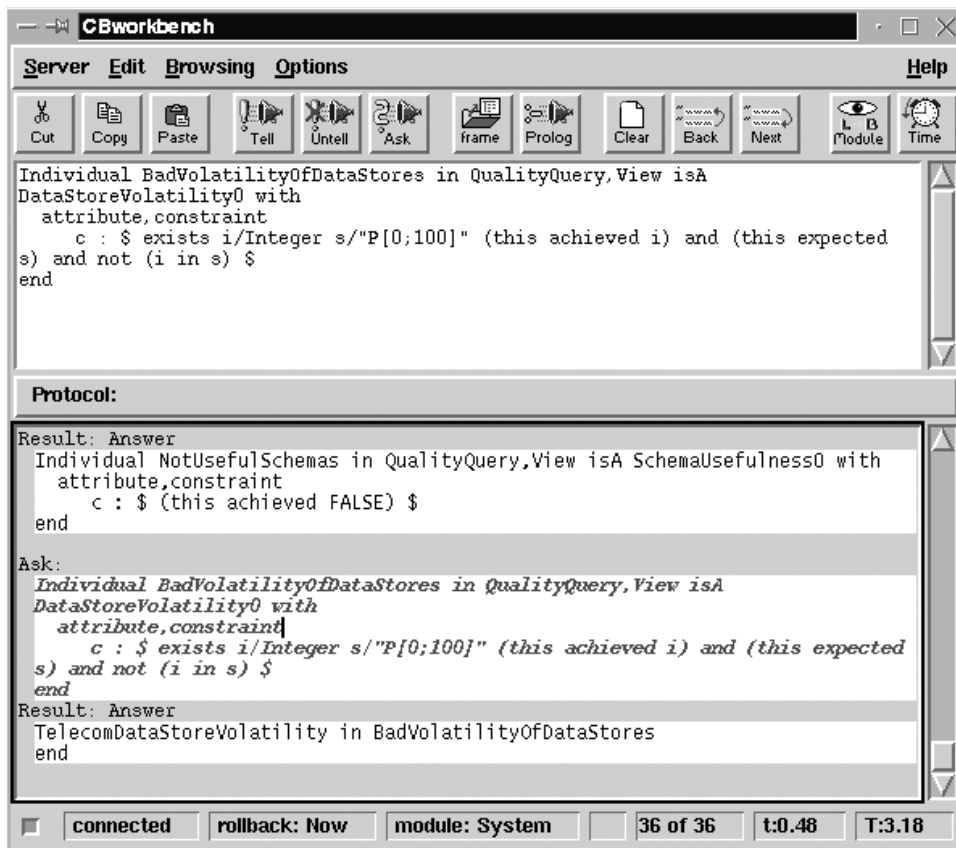 CBworkbench
Server Edit Browsing Options Help
Cut Copy Paste Tell Untell Ask frame Prolog Clear Back Next L B Module Time
Individual BadVolatilityOfDataStores in QualityQuery,View isA
DataStoreVolatility0 with
attribute,constraint
c : $ exists i/Integer s/"P[0;100]" (this achieved i) and (this expected
s) and not (i in s) $
end
Protocol:
Result: Answer
Individual NotUsefulSchemas in QualityQuery,View isA SchemaUsefulness0 with
attribute,constraint
c : $ (this achieved FALSE) $
end
Ask:
Individual BadVolatilityOfDataStores in QualityQuery,View isA
DataStoreVolatility0 with
attribute,constraint
c : $ exists i/Integer s/"P[0;100]" (this achieved i) and (this expected
s) and not (i in s) $
end
Result: Answer
TelecomDataStoreVolatility in BadVolatilityOfDataStores
end
connected rollback: Now module: System 36 of 36 t:0.48 T:3.18